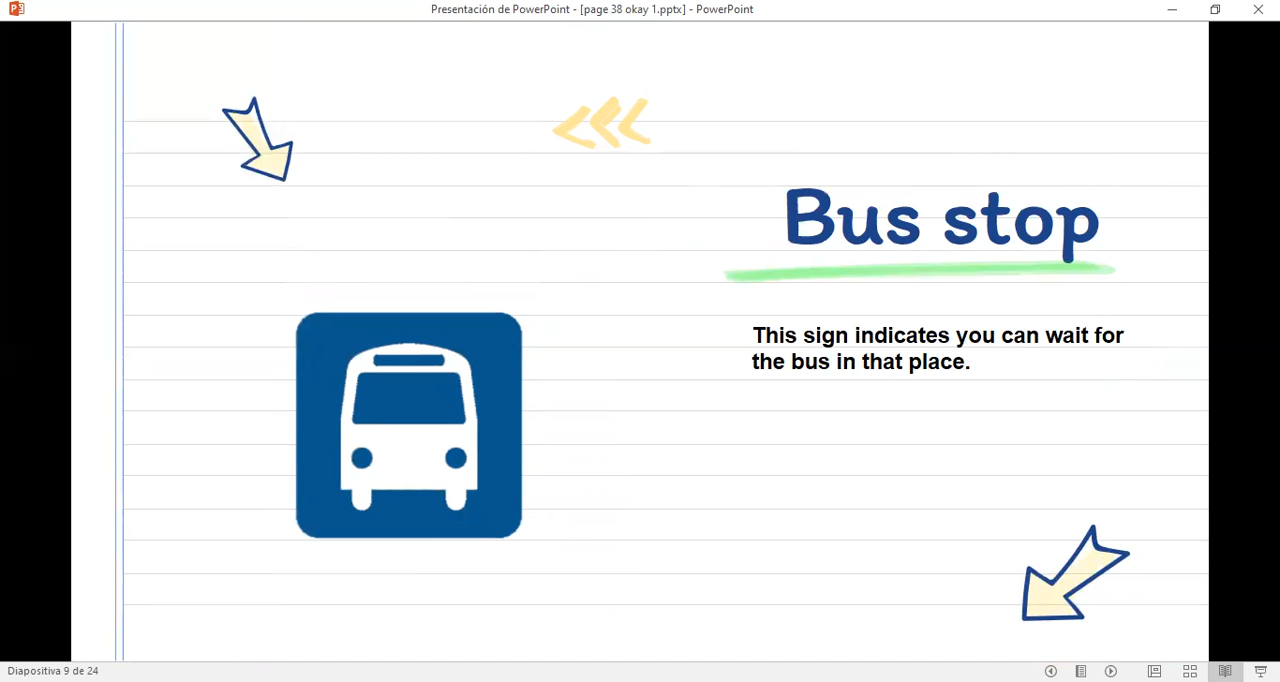 Presentación de PowerPoint - [page 38 okay 1.pptx] - PowerPoint
Bus stop
This sign indicates you can wait for
the bus in that place.
Diapositiva 9 de 24